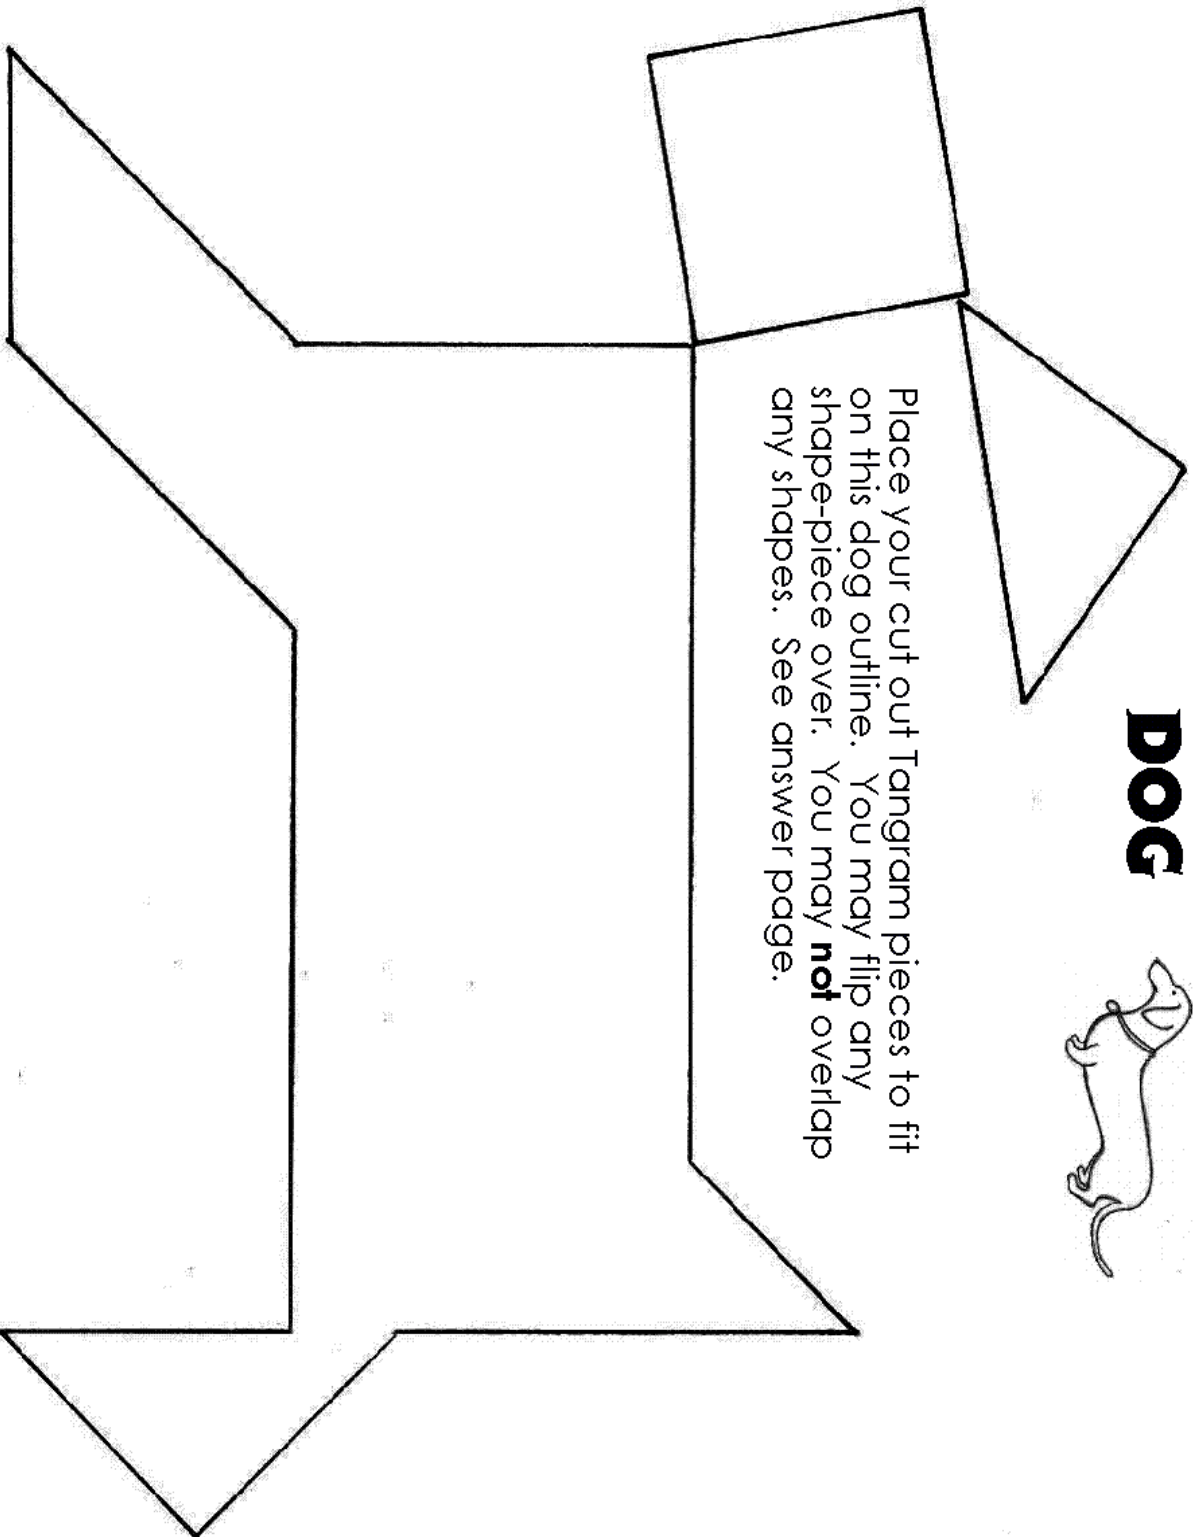 DOG
Place your cut out Tangram pieces to fit
on this dog outline. You may flip any
shape-piece over. You may not overlap
any shapes. See answer page.